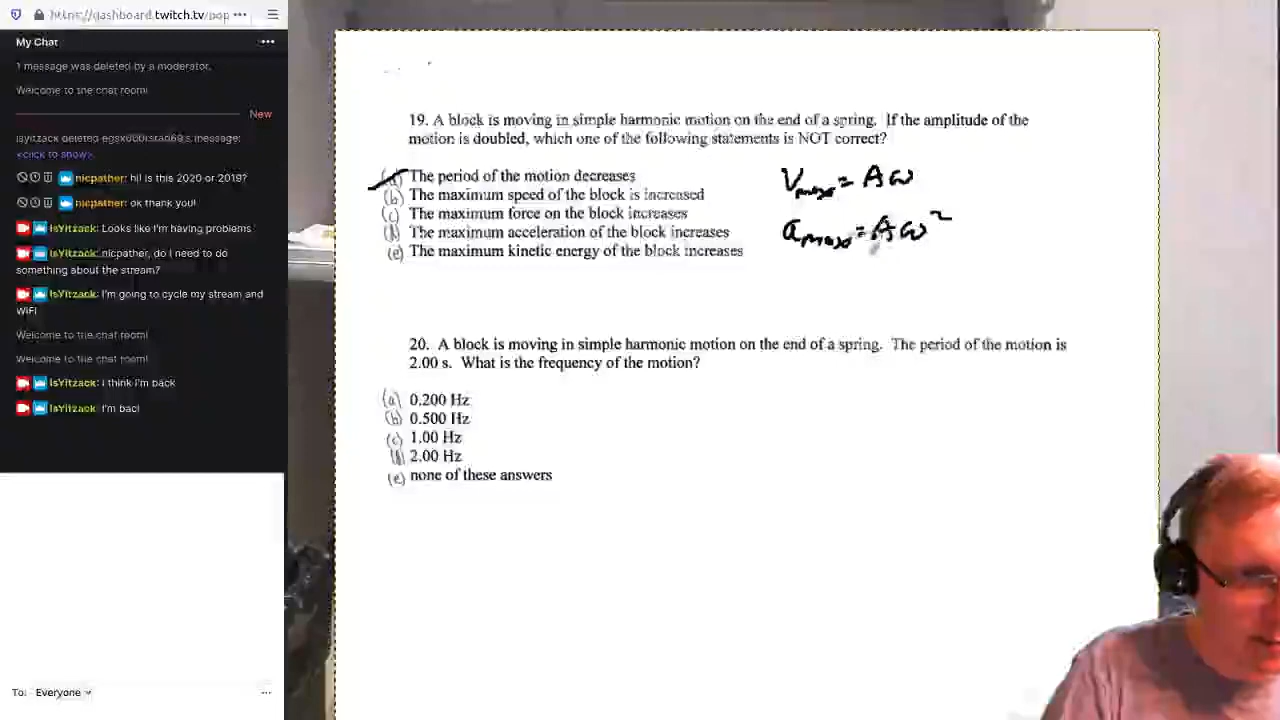 https://dashboard.twitch.tv/pop
My Chat
1 message was deleted by a moderator.
Welcome to the chat room!
New
message:
<click to show>
nicpather: hi! is this 2020 or 2019?
nicpather: ok thank you!
IsYitzack: Looks like I'm having problems
IsYitzack: nicpather, do I need to do
something about the stream?
IsYitzack: I'm going to cycle my stream and
WiFi
Welcome to the chat room!
Welcome to the chat room!
IsYitzack: I think I'm back
IsYitzack: I'm bac!
To: Everyone
19. A block is moving in simple harmonic motion on the end of a spring. If the amplitude of the
motion is doubled, which one of the following statements is NOT correct?
(a) The period of the motion decreases
(b) The maximum speed of the block is increased
(c) The maximum force on the block increases
(d) The maximum acceleration of the block increases
(e) The maximum kinetic energy of the block increases
Vmax = Aω
amax = Aω²
20. A block is moving in simple harmonic motion on the end of a spring. The period of the motion is
2.00 s. What is the frequency of the motion?
(a) 0.200 Hz
(b) 0.500 Hz
(c) 1.00 Hz
(d) 2.00 Hz
(e) none of these answers